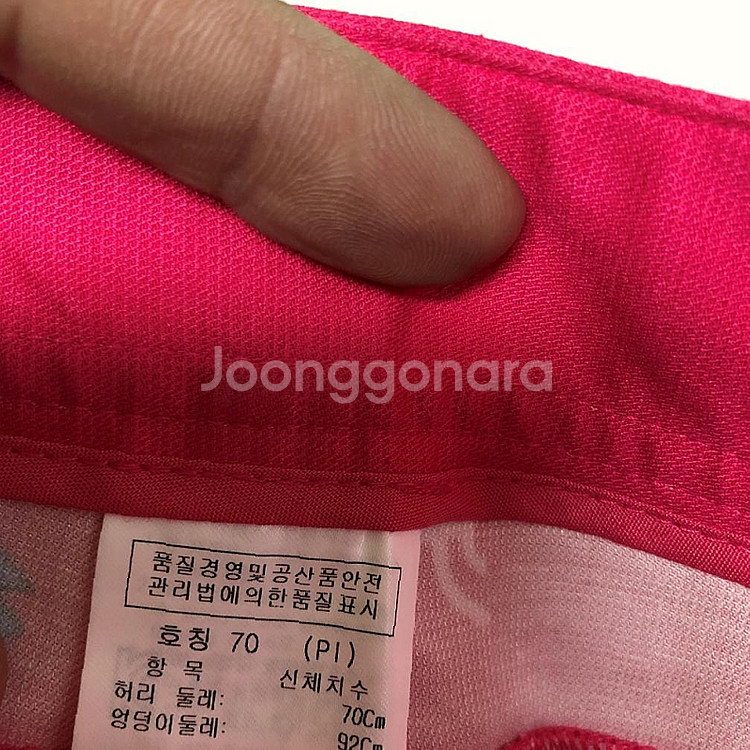 Joonggonara
품질경영및공산품안전
관리법에의한품질표시
호칭 70 (PI)
항 목 신체치수
허리 둘레: 70Cm
엉덩이둘레: 92Cm